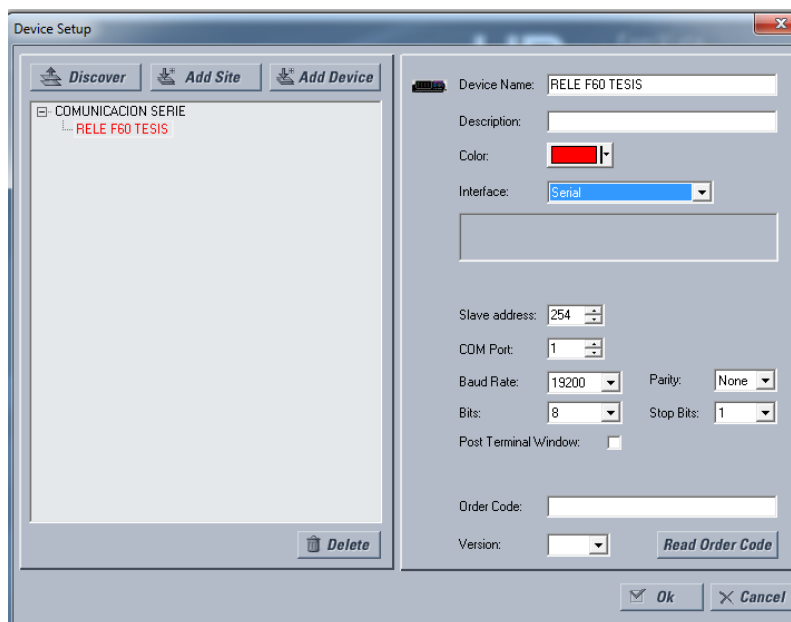 Device Setup
Discover Add Site Add Device
COMUNICACION SERIE
RELE F60 TESIS
Delete
Device Name: RELE F60 TESIS
Description:
Color:
Interface: Serial
Slave address: 254
COM Port: 1
Baud Rate: 19200 Parity: None
Bits: 8 Stop Bits: 1
Post Terminal Window:
Order Code:
Version: Read Order Code
Ok Cancel